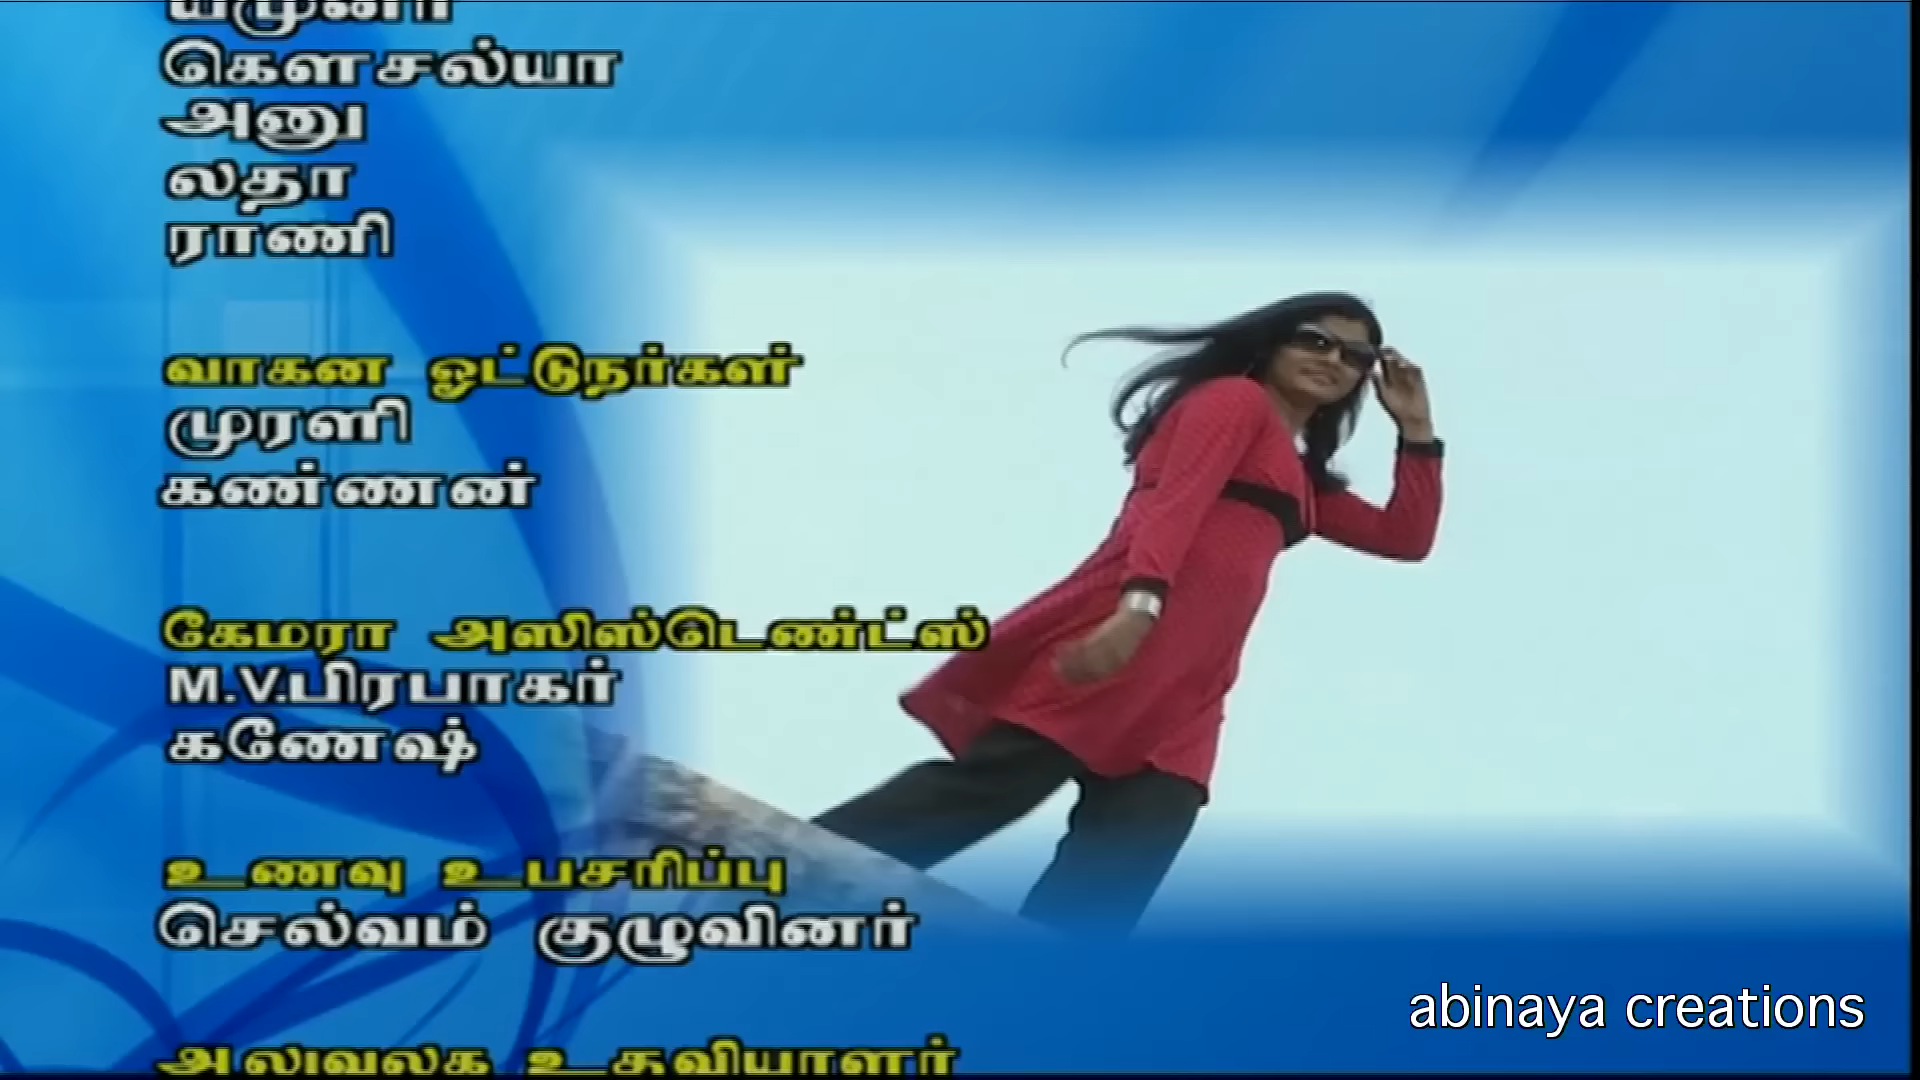 யமுனா
கௌசல்யா
அனு
லதா
ராணி
வாகன ஓட்டுநர்கள்
முரளி
கண்ணன்
கேமரா அஸிஸ்டெண்ட்ஸ்
M.V.பிரபாகர்
கணேஷ்
உணவு உபசரிப்பு
செல்வம் குழுவினர்
அலுவலக உதவியாளர்
abinaya creations